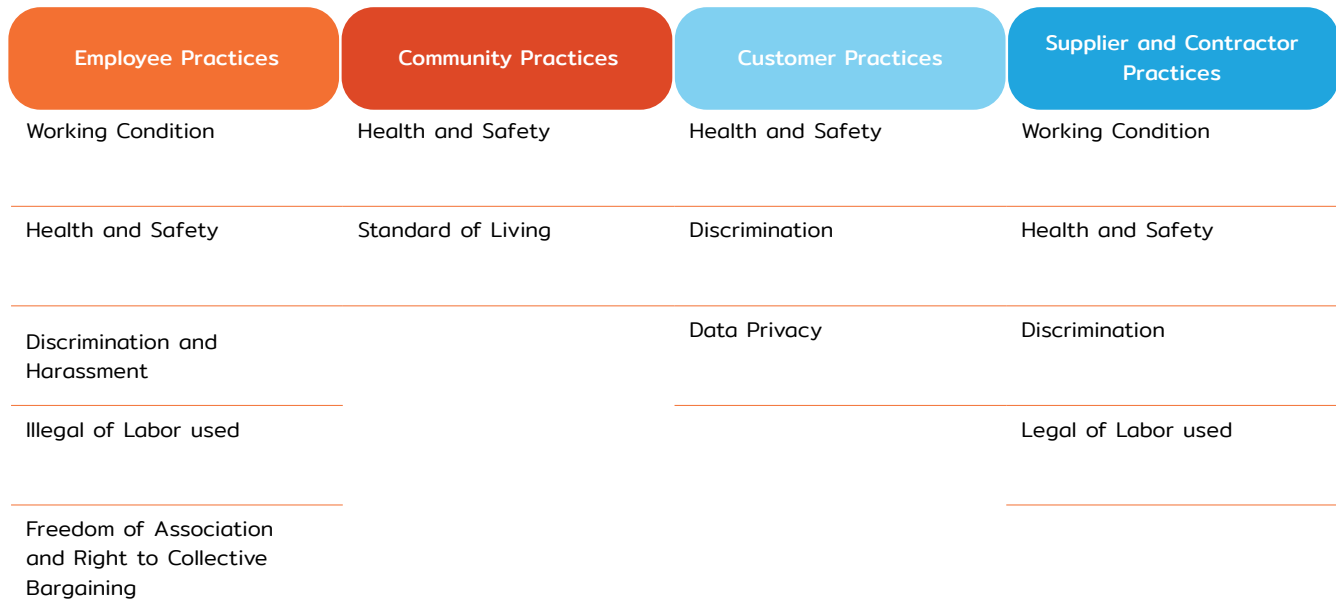 Employee Practices
Community Practices
Customer Practices
Supplier and Contractor
Practices
Working Condition
Health and Safety
Health and Safety
Working Condition
Health and Safety
Standard of Living
Discrimination
Health and Safety
Discrimination and
Harassment
Data Privacy
Discrimination
Illegal of Labor used
Legal of Labor used
Freedom of Association
and Right to Collective
Bargaining